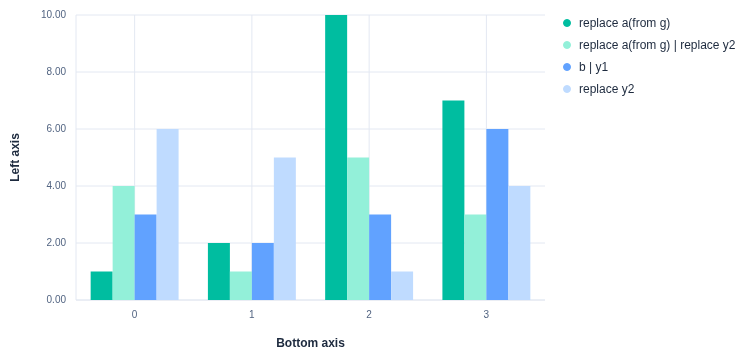 10.00
8.00
6.00
4.00
2.00
0.00
Left axis
0 1 2 3
Bottom axis
replace a(from g)
replace a(from g) | replace y2
b | y1
replace y2